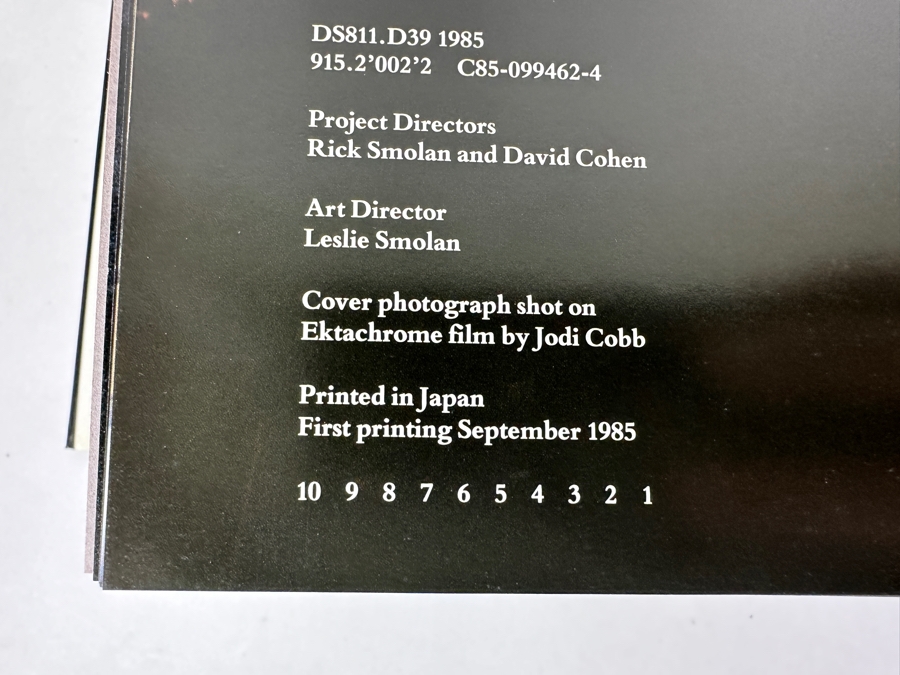 DS811.D39 1985
915.2’002’2 C85-099462-4
Project Directors
Rick Smolan and David Cohen
Art Director
Leslie Smolan
Cover photograph shot on
Ektachrome film by Jodi Cobb
Printed in Japan
First printing September 1985
10 9 8 7 6 5 4 3 2 1